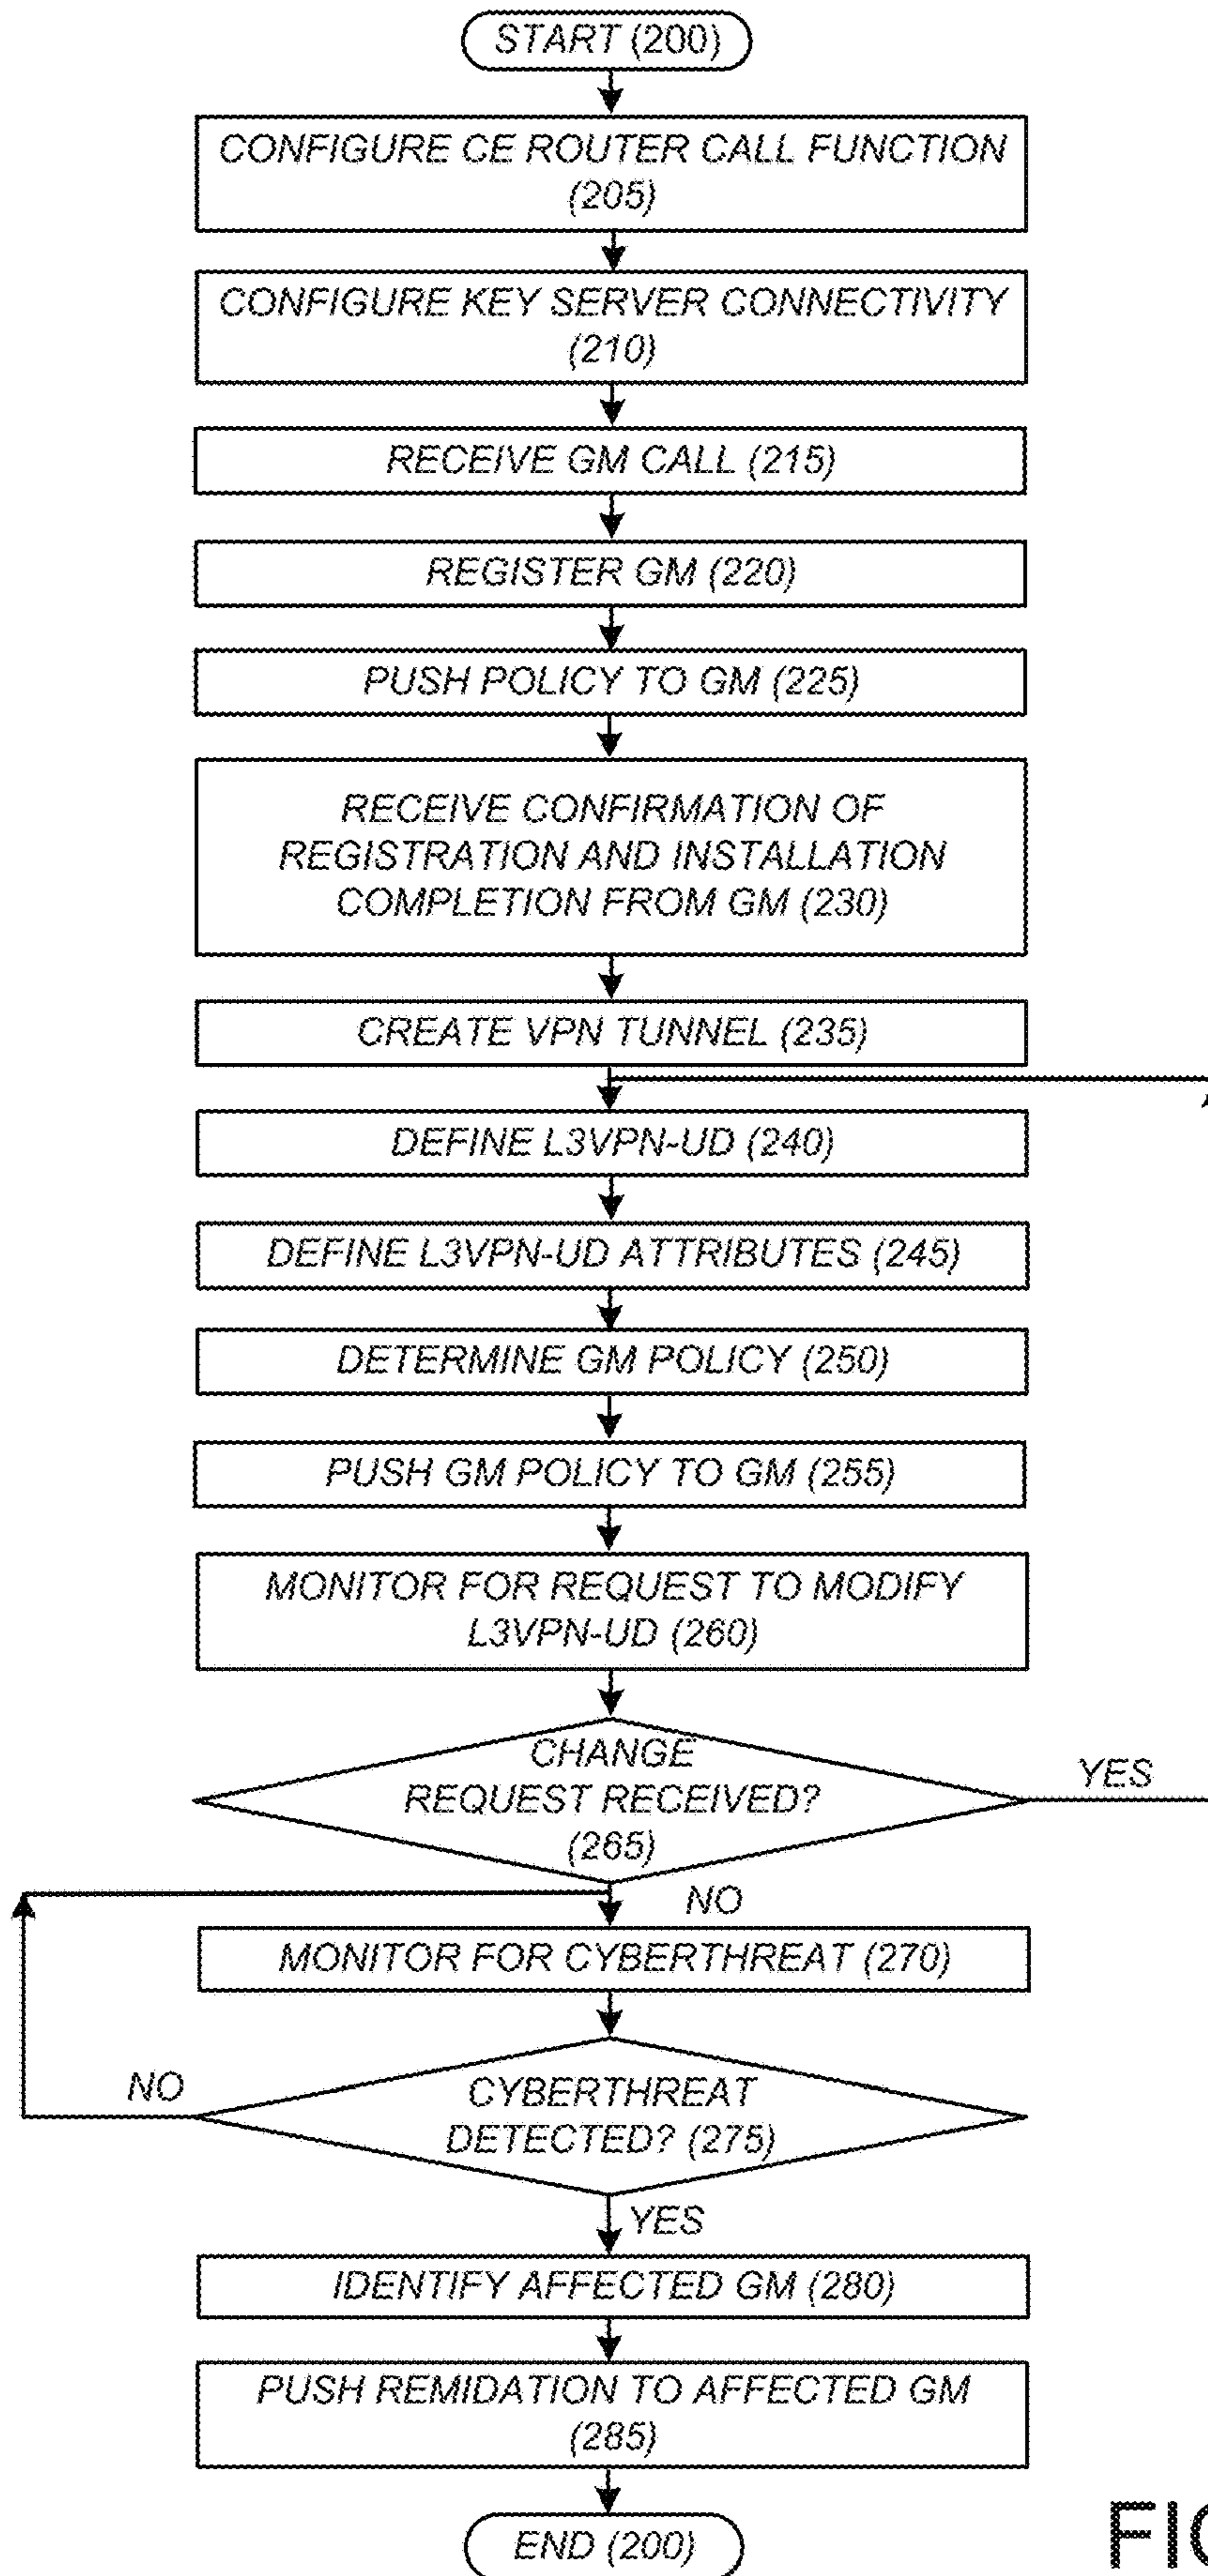 START (200)
CONFIGURE CE ROUTER CALL FUNCTION
(205)
CONFIGURE KEY SERVER CONNECTIVITY
(210)
RECEIVE GM CALL (215)
REGISTER GM (220)
PUSH POLICY TO GM (225)
RECEIVE CONFIRMATION OF
REGISTRATION AND INSTALLATION
COMPLETION FROM GM (230)
CREATE VPN TUNNEL (235)
DEFINE L3VPN-UD (240)
DEFINE L3VPN-UD ATTRIBUTES (245)
DETERMINE GM POLICY (250)
PUSH GM POLICY TO GM (255)
MONITOR FOR REQUEST TO MODIFY
L3VPN-UD (260)
CHANGE
REQUEST RECEIVED?
(265)
YES
NO
MONITOR FOR CYBERTHREAT (270)
NO
CYBERTHREAT
DETECTED? (275)
YES
IDENTIFY AFFECTED GM (280)
PUSH REMIDATION TO AFFECTED GM
(285)
END (200)